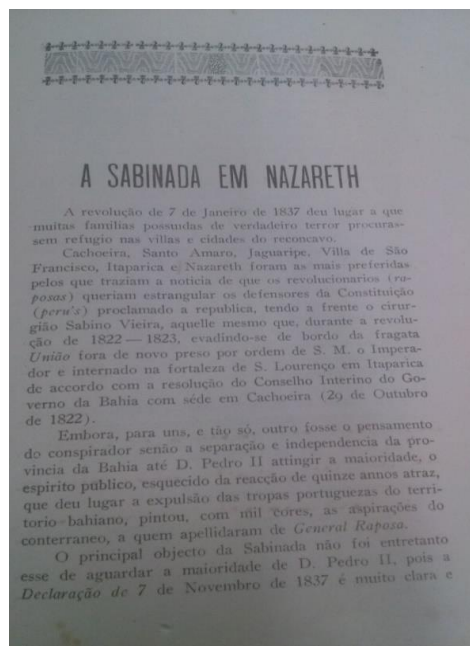 A SABINADA EM NAZARETH
A revolução de 7 de Janeiro de 1837 deu lugar a que
muitas familias possuidas de verdadeiro terror procuras-
sem refugio nas villas e cidades do reconcavo.
Cachoeira, Santo Amaro, Jaguaripe, Villa de São
Francisco, Itaparica e Nazareth foram as mais preferidas
pelos que traziam a noticia de que os revolucionarios (ra-
posas) queriam estrangular os defensores da Constituição
(peru's) proclamado a republica, tendo a frente o cirur-
gião Sabino Vieira, aquelle mesmo que, durante a revolu-
ção de 1822 — 1823, evadindo-se de bordo da fragata
União fora de novo preso por ordem de S. M. o Impera-
dor e internado na fortaleza de S. Lourenço em Itaparica
de accordo com a resolução do Conselho Interino do Go-
verno da Bahia com séde em Cachoeira (29 de Outubro
de 1822).
Embora, para uns, e tão só, outro fosse o pensamento
do conspirador senão a separação e independencia da pro-
vincia da Bahia até D. Pedro II attingir a maioridade, o
espirito publico, esquecido da reacção de quinze annos atraz,
que deu lugar a expulsão das tropas portuguezas do terri-
torio bahiano, pintou, com mil cores, as aspirações do
conterraneo, a quem apellidaram de General Raposa.
O principal objecto da Sabinada não foi entretanto
esse de aguardar a maioridade de D. Pedro II, pois a
Declaração de 7 de Novembro de 1837 é muito clara e